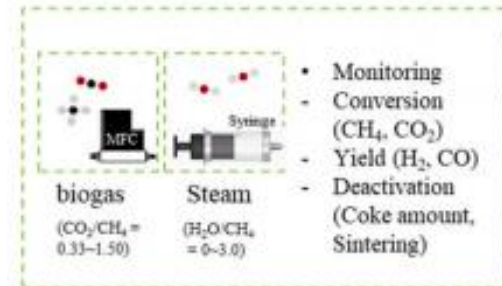 MFC
Syringe
biogas
(CO₂/CH₄ =
0.33~1.50)
Steam
(H₂O/CH₄
= 0~3.0)
• Monitoring
- Conversion
(CH₄, CO₂)
- Yield (H₂, CO)
- Deactivation
(Coke amount,
Sintering)